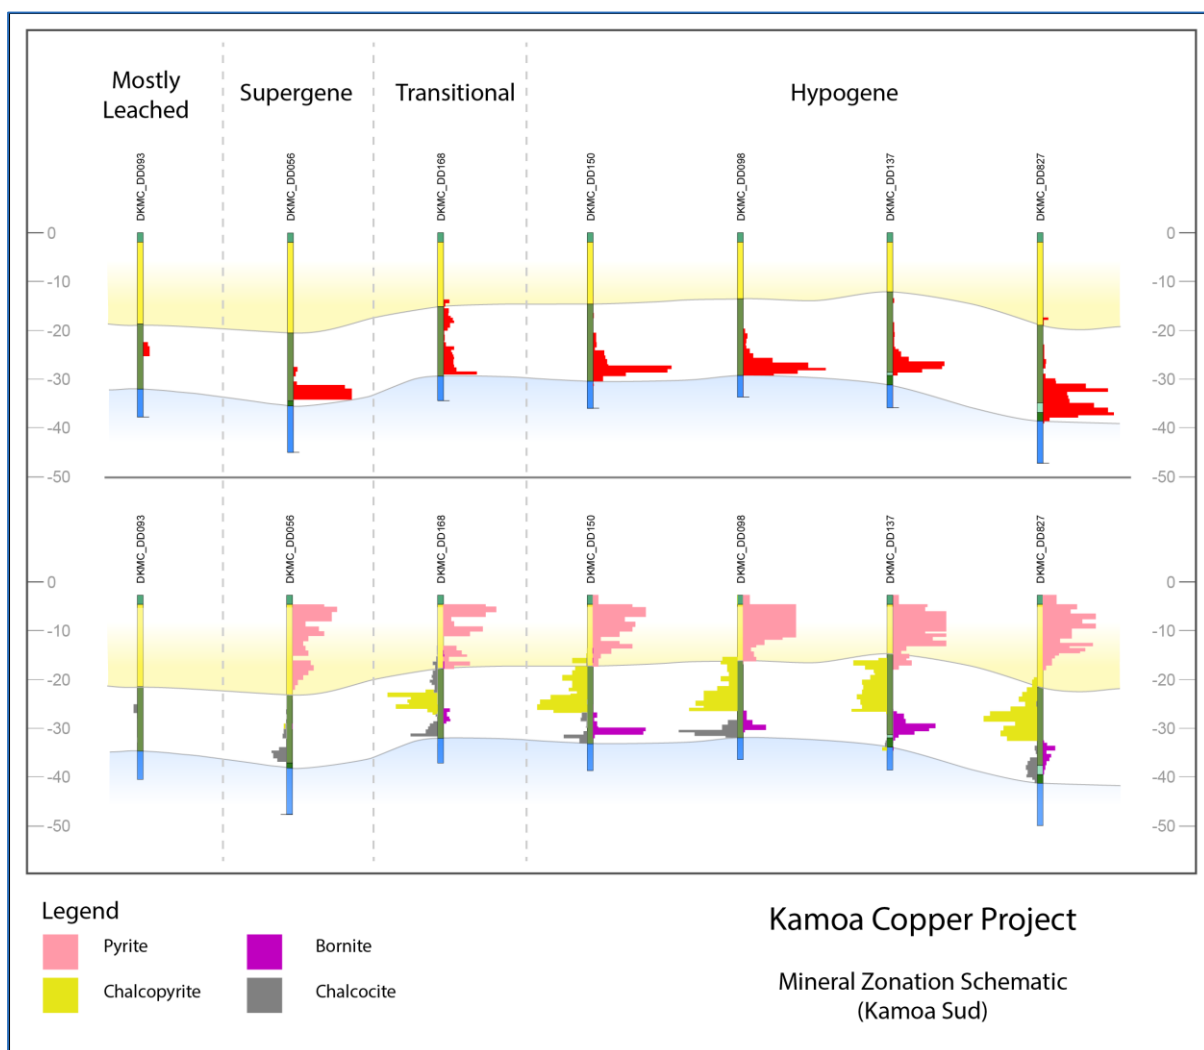 Mostly
Leached
Supergene
Transitional
Hypogene
DKMC_DD093
DKMC_DD056
DKMC_DD168
DKMC_DD150
DKMC_DD098
DKMC_DD137
DKMC_DD827
0
-10
-20
-30
-40
-50
0
-10
-20
-30
-40
-50
DKMC_DD093
DKMC_DD056
DKMC_DD168
DKMC_DD150
DKMC_DD098
DKMC_DD137
DKMC_DD827
0
-10
-20
-30
-40
-50
0
-10
-20
-30
-40
-50
Legend
Pyrite
Bornite
Chalcopyrite
Chalcocite
Kamoa Copper Project
Mineral Zonation Schematic
(Kamoa Sud)